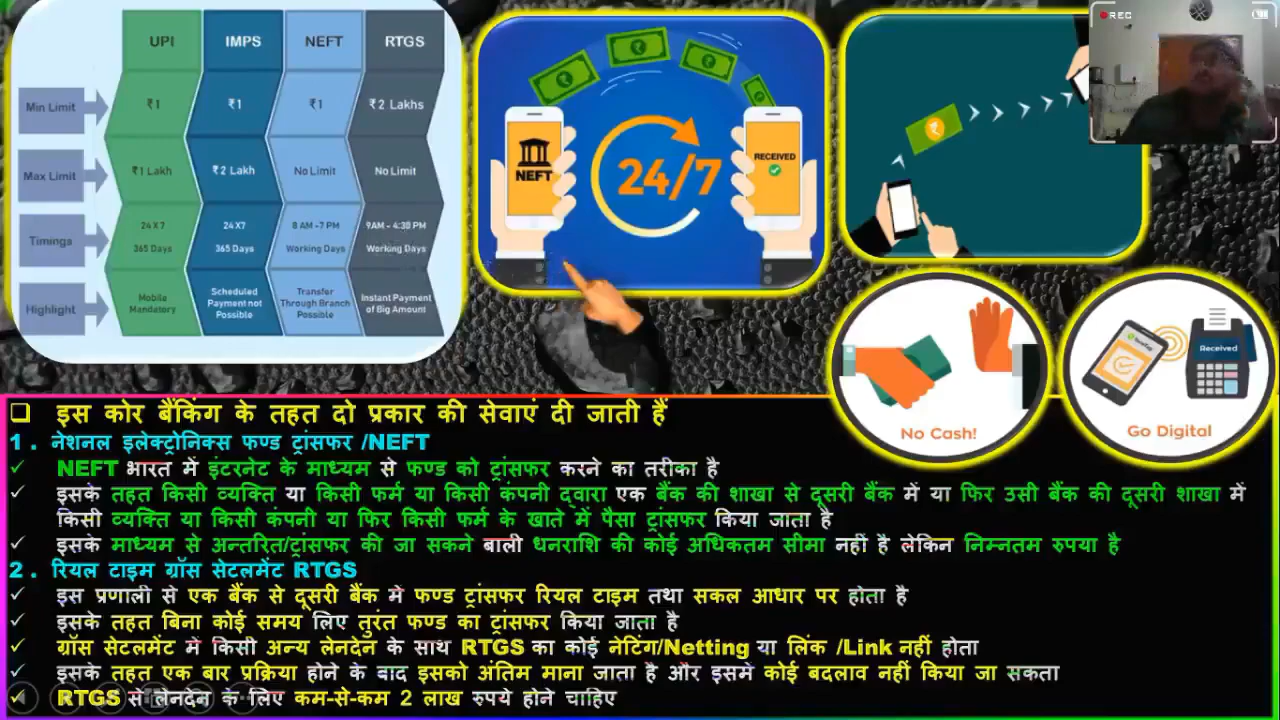 UPI IMPS NEFT RTGS
Min Limit ₹1 ₹1 ₹1 ₹2 Lakhs
Max Limit ₹1 Lakh ₹2 Lakh No Limit No Limit
Timings 24 X 7 365 Days 24 X7 365 Days 8 AM -7 PM Working Days 9AM - 4:30 PM Working Days
Highlight Mobile Mandatory Scheduled Payment not Possible Transfer Through Branch Possible Instant Payment of Big Amount
NEFT
24/7
RECEIVED
REC
No Cash!
Received
Go Digital
इस कोर बैंकिंग के तहत दो प्रकार की सेवाएं दी जाती हैं
1. नेशनल इलेक्ट्रोनिक्स फण्ड ट्रांसफर /NEFT
NEFT भारत में इंटरनेट के माध्यम से फण्ड को ट्रांसफर करने का तरीका है
इसके तहत किसी व्यक्ति या किसी फर्म या किसी कंपनी द्वारा एक बैंक की शाखा से दूसरी बैंक में या फिर उसी बैंक की दूसरी शाखा में
किसी व्यक्ति या किसी कंपनी या फिर किसी फर्म के खाते में पैसा ट्रांसफर किया जाता है
इसके माध्यम से अन्तरित/ट्रांसफर की जा सकने बाली धनराशि की कोई अधिकतम सीमा नहीं है लेकिन निम्नतम रुपया है
2. रियल टाइम ग्रॉस सेटलमेंट RTGS
इस प्रणाली से एक बैंक से दूसरी बैंक में फण्ड ट्रांसफर रियल टाइम तथा सकल आधार पर होता है
इसके तहत बिना कोई समय लिए तुरंत फण्ड का ट्रांसफर किया जाता है
ग्रॉस सेटलमेंट में किसी अन्य लेनदेन के साथ RTGS का कोई नेटिंग/Netting या लिंक /Link नहीं होता
इसके तहत एक बार प्रक्रिया होने के बाद इसको अंतिम माना जाता है और इसमें कोई बदलाव नहीं किया जा सकता
RTGS से लेनदेन के लिए कम-से-कम 2 लाख रुपये होने चाहिए